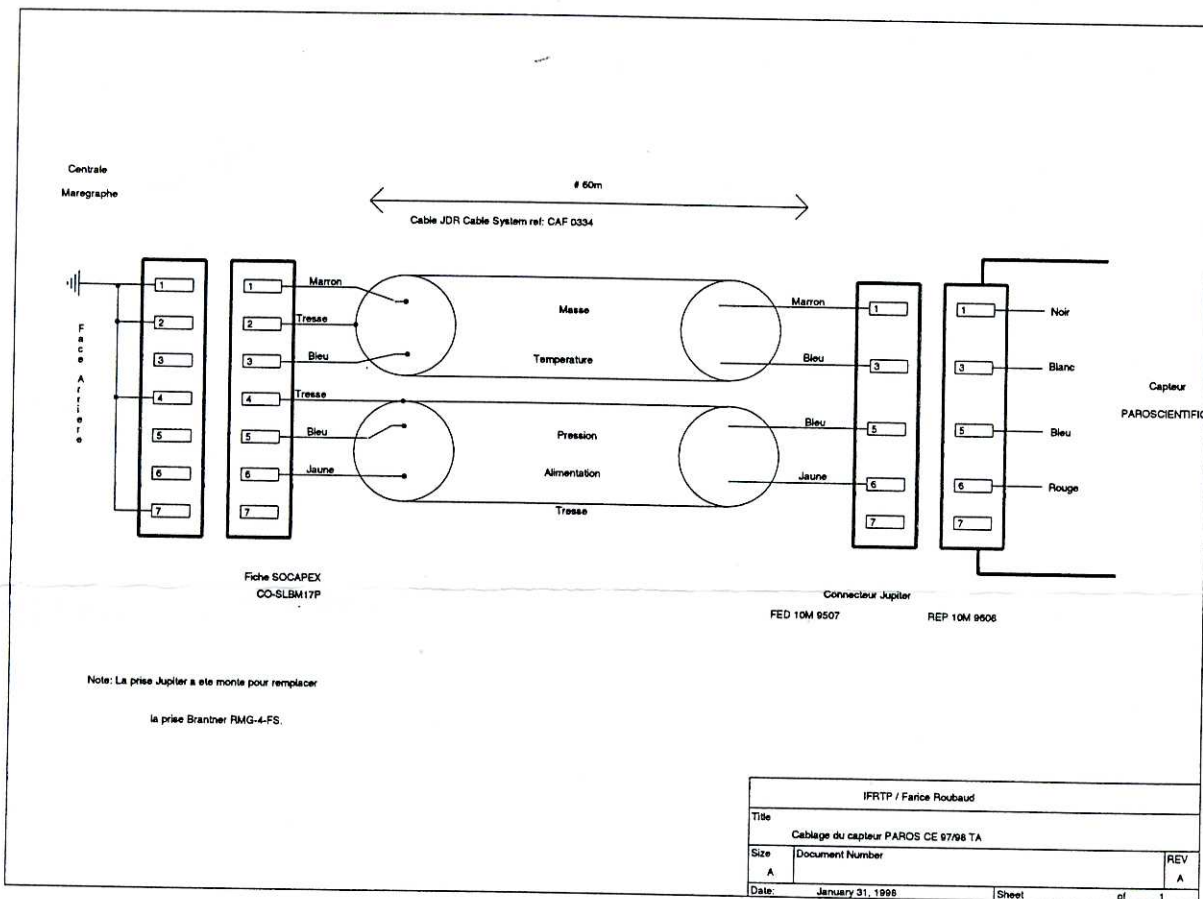 Centrale
Maregraphe
# 60m
Cable JDR Cable System ref: CAF 0334
Face Arriere
1
2
3
4
5
6
7
1
2
3
4
5
6
7
Marron
Tresse
Bleu
Tresse
Bleu
Jaune
Masse
Temperature
Pression
Alimentation
Tresse
Marron
Bleu
Bleu
Jaune
1
3
5
6
7
1
3
5
6
7
Noir
Blanc
Bleu
Rouge
Capteur
PAROSCIENTIFIC
Fiche SOCAPEX
CO-SLBM17P
Connecteur Jupiter
FED 10M 9507
REP 10M 9606
Note: La prise Jupiter a ete monte pour remplacer
la prise Brantner RMG-4-FS.
IFRTP / Farice Roubaud
Title
Cablage du capteur PAROS CE 97/98 TA
Size Document Number REV
A A
Date: January 31, 1998 Sheet of 1